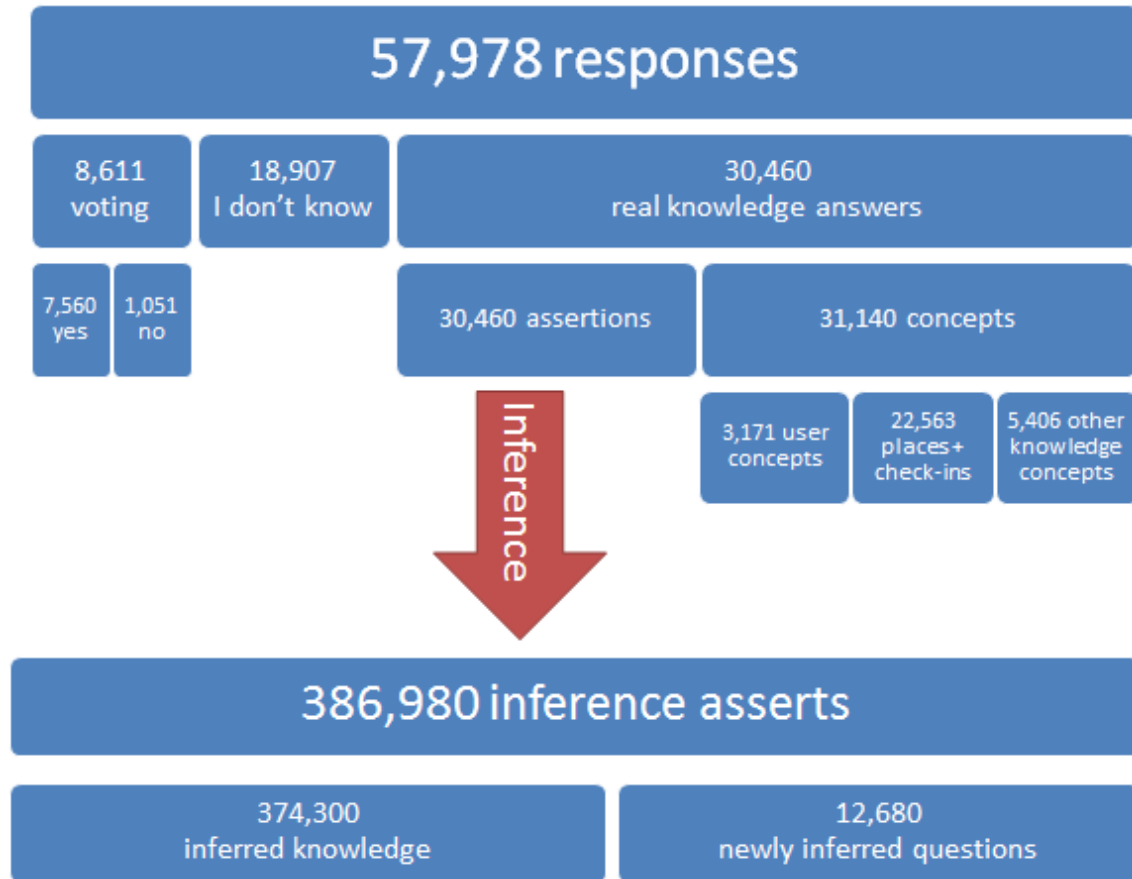 57,978 responses
8,611
voting
18,907
I don't know
30,460
real knowledge answers
7,560
yes
1,051
no
30,460 assertions
31,140 concepts
Inference
3,171 user
concepts
22,563
places+
check-ins
5,406 other
knowledge
concepts
386,980 inference asserts
374,300
inferred knowledge
12,680
newly inferred questions